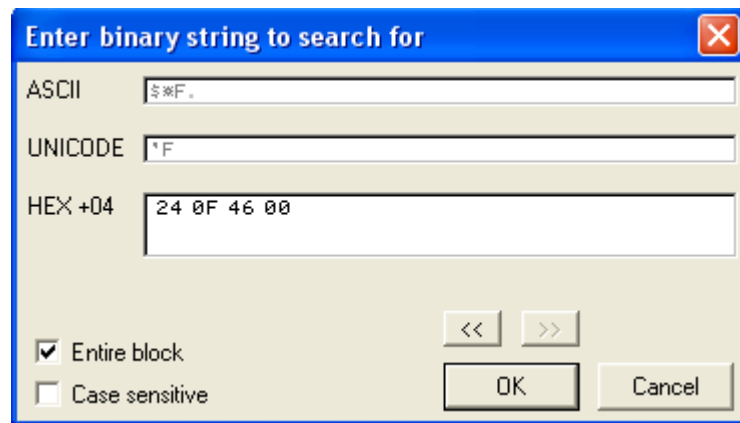 Enter binary string to search for
ASCII $*F.
UNICODE 'F
HEX +04 24 0F 46 00
<< >>
Entire block
Case sensitive
OK Cancel